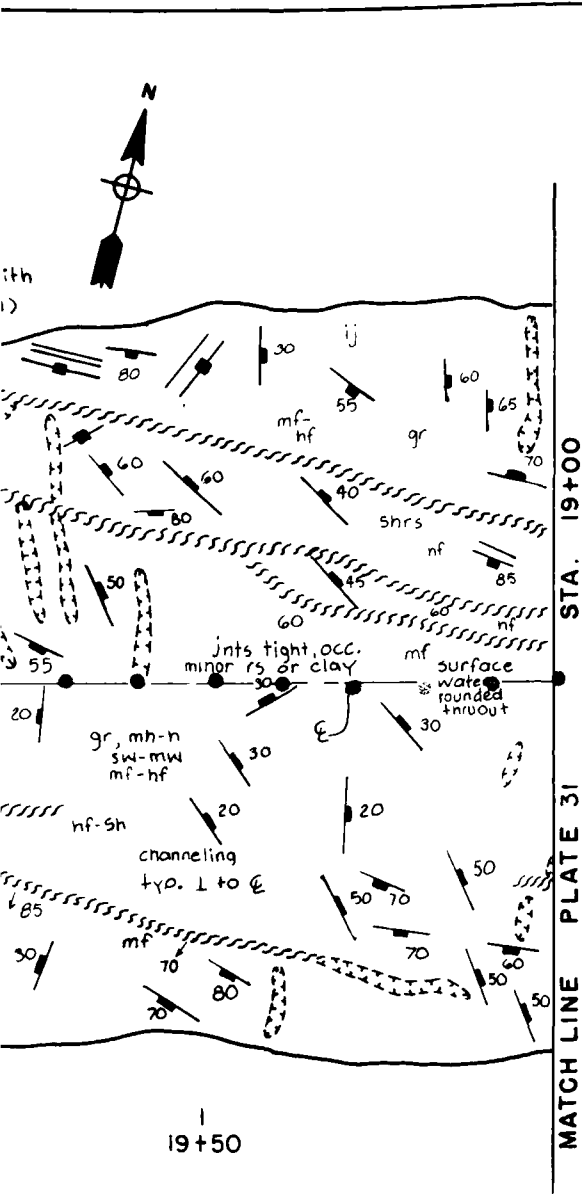 N
ith
1)
80
30
ij
55
60
65
mf-
hf
gr
70
60
60
40
shrs
80
nf
85
50
45
60
60
nf
STA. 19+00
55
jnts tight, occ.
minor rs or clay
mf
surface
water
rounded
thruout
30
20
℄
30
gr, mh-h
sw-mw
mf-hf
30
20
20
hf-sh
channeling
typ. ⊥ to ℄
50
50
70
85
mf
70
70
60
50
30
80
70
50
MATCH LINE PLATE 31
19+50